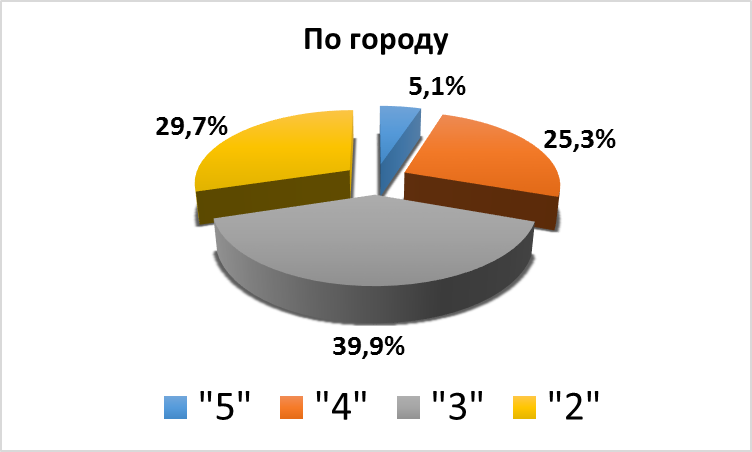 По городу
5,1%
29,7%
25,3%
39,9%
"5" "4" "3" "2"